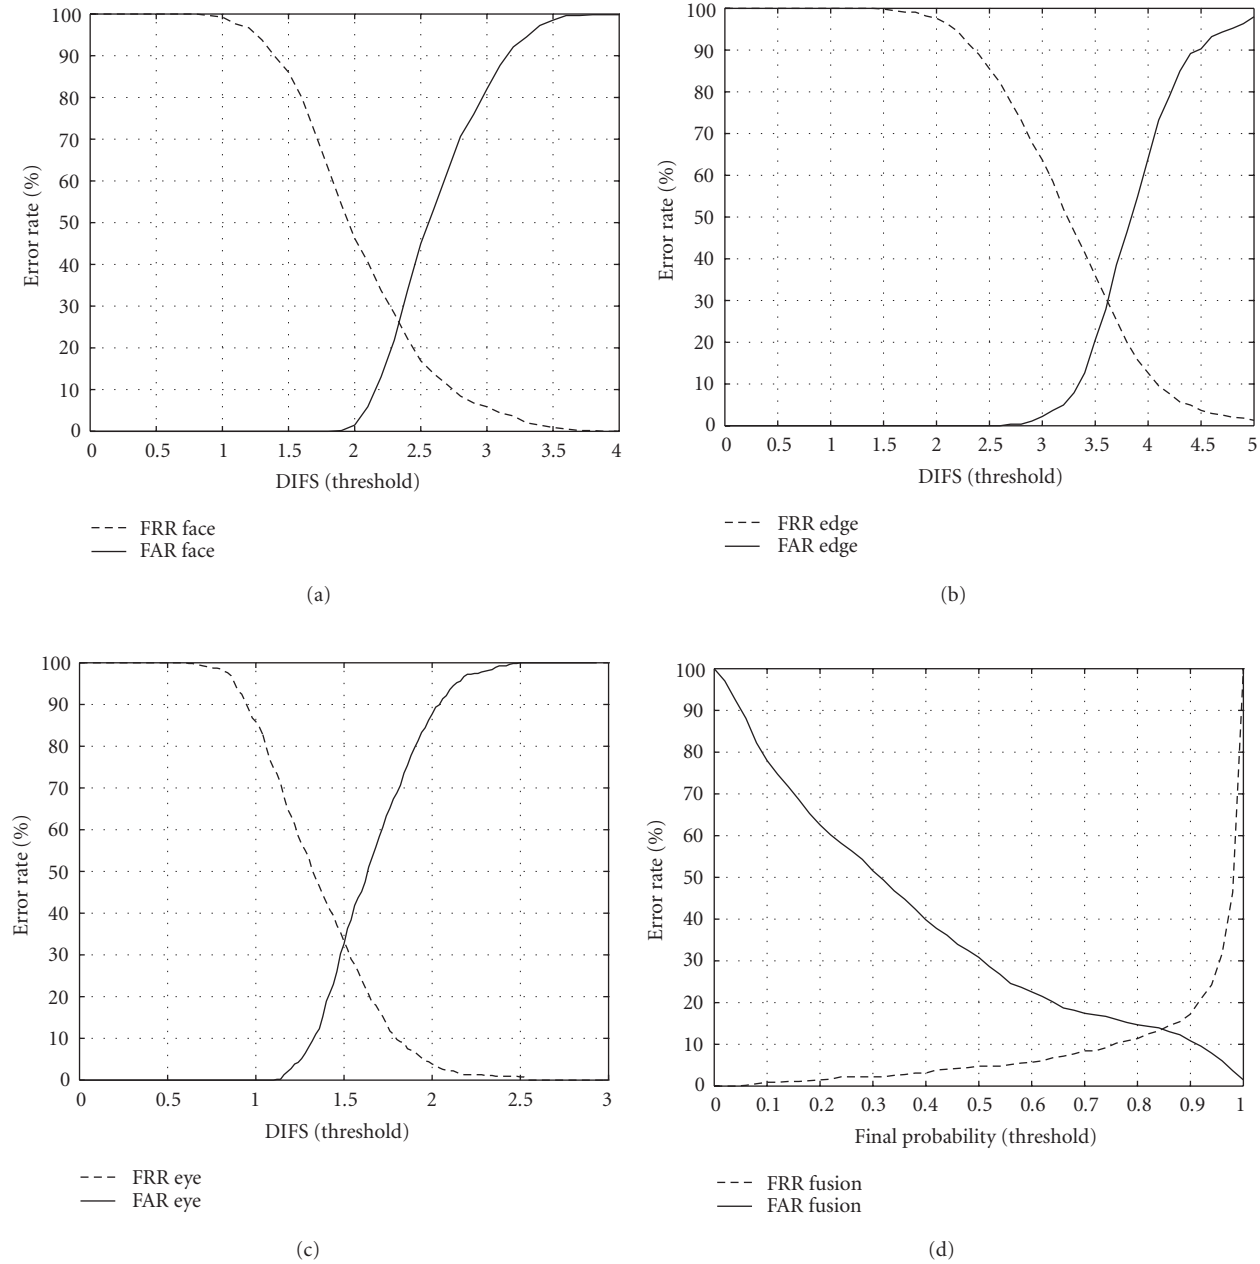 100
90
80
70
60
50
40
30
20
10
0
Error rate (%)
0 0.5 1 1.5 2 2.5 3 3.5 4
DIFS (threshold)
FRR face
FAR face
(a)
100
90
80
70
60
50
40
30
20
10
0
Error rate (%)
0 0.5 1 1.5 2 2.5 3 3.5 4 4.5 5
DIFS (threshold)
FRR edge
FAR edge
(b)
100
90
80
70
60
50
40
30
20
10
0
Error rate (%)
0 0.5 1 1.5 2 2.5 3
DIFS (threshold)
FRR eye
FAR eye
(c)
100
90
80
70
60
50
40
30
20
10
0
Error rate (%)
0 0.1 0.2 0.3 0.4 0.5 0.6 0.7 0.8 0.9 1
Final probability (threshold)
FRR fusion
FAR fusion
(d)